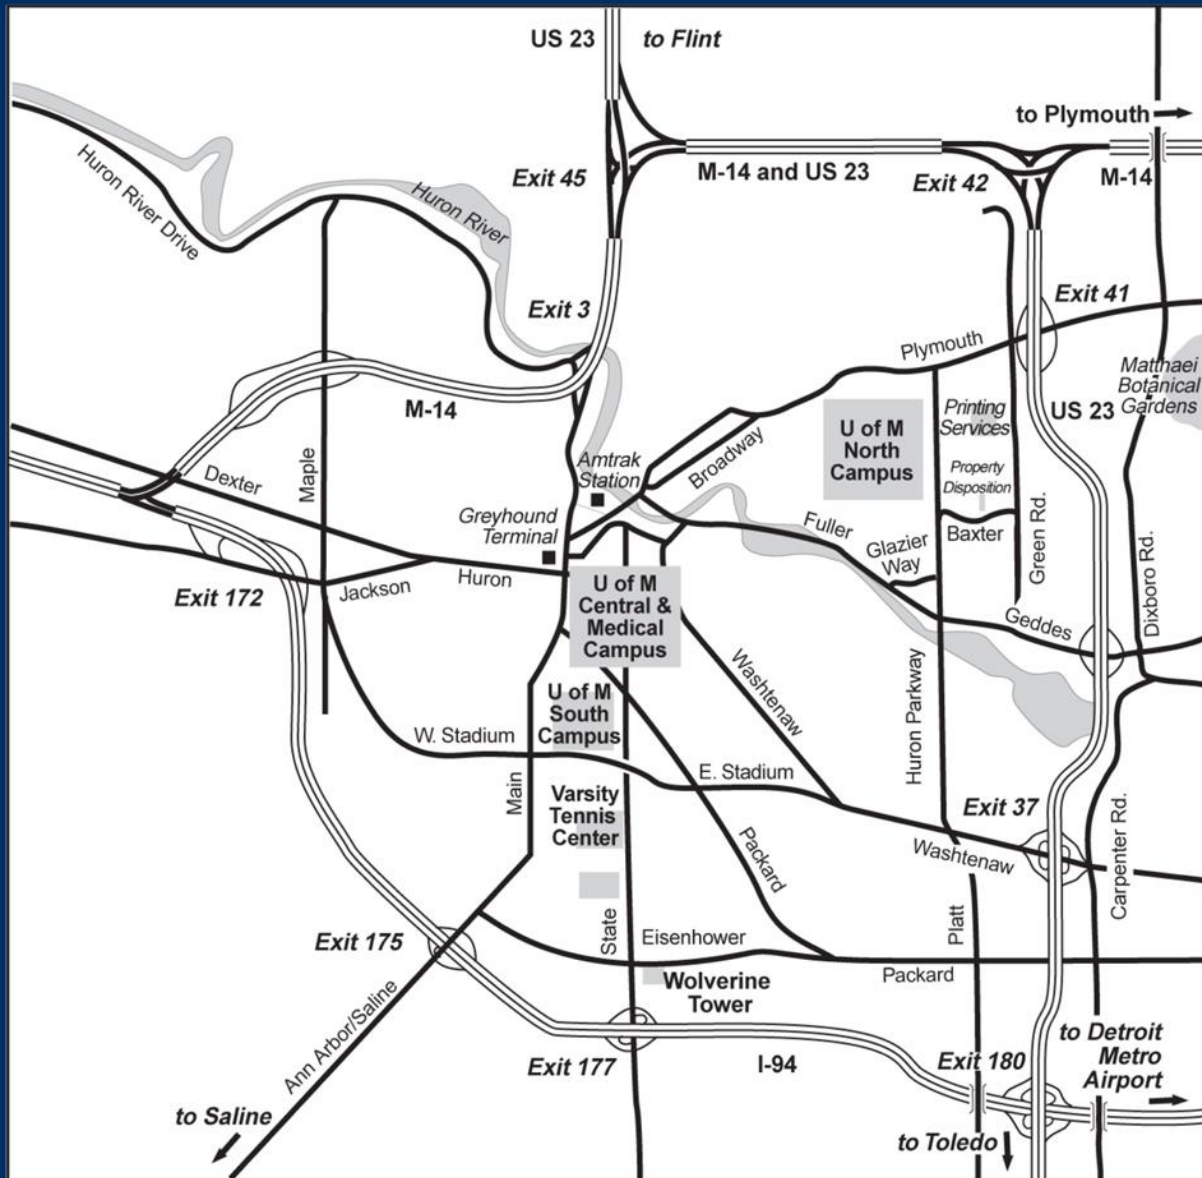 US 23 to Flint
to Plymouth
Huron River Drive
Exit 45
Huron River
M-14 and US 23
Exit 42
M-14
Exit 3
Exit 41
Plymouth
Matthaei
Botanical
Gardens
M-14
US 23
Printing
Services
U of M
North
Campus
Broadway
Amtrak
Station
Maple
Dexter
Property
Disposition
Greyhound
Terminal
Fuller
Glazier
Way
Baxter
Green Rd.
Dixboro Rd.
Exit 172
Jackson
Huron
U of M
Central &
Medical
Campus
Geddes
Washtenaw
Huron Parkway
U of M
South
Campus
W. Stadium
E. Stadium
Main
Varsity
Tennis
Center
Exit 37
Washtenaw
Carpenter Rd.
Packard
Exit 175
State
Eisenhower
Platt
Packard
Wolverine
Tower
Ann Arbor/Saline
Exit 177
I-94
Exit 180
to Detroit
Metro
Airport
to Saline
to Toledo